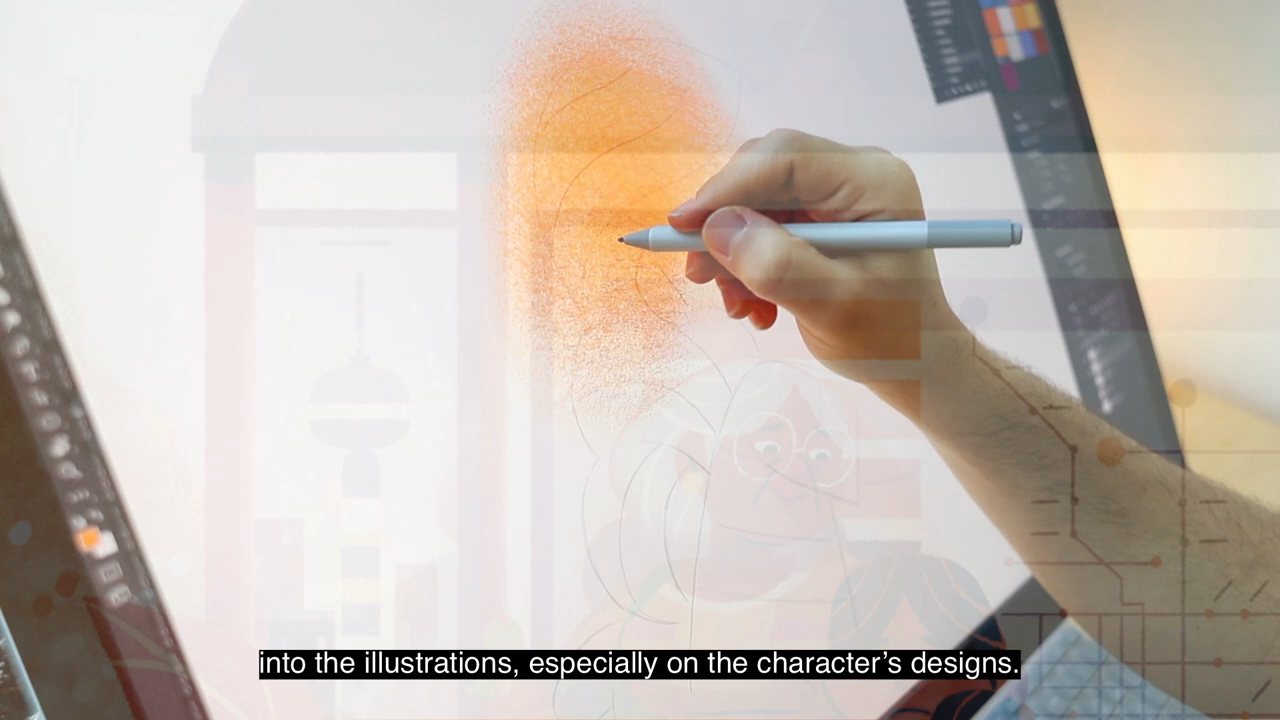 into the illustrations, especially on the character’s designs.